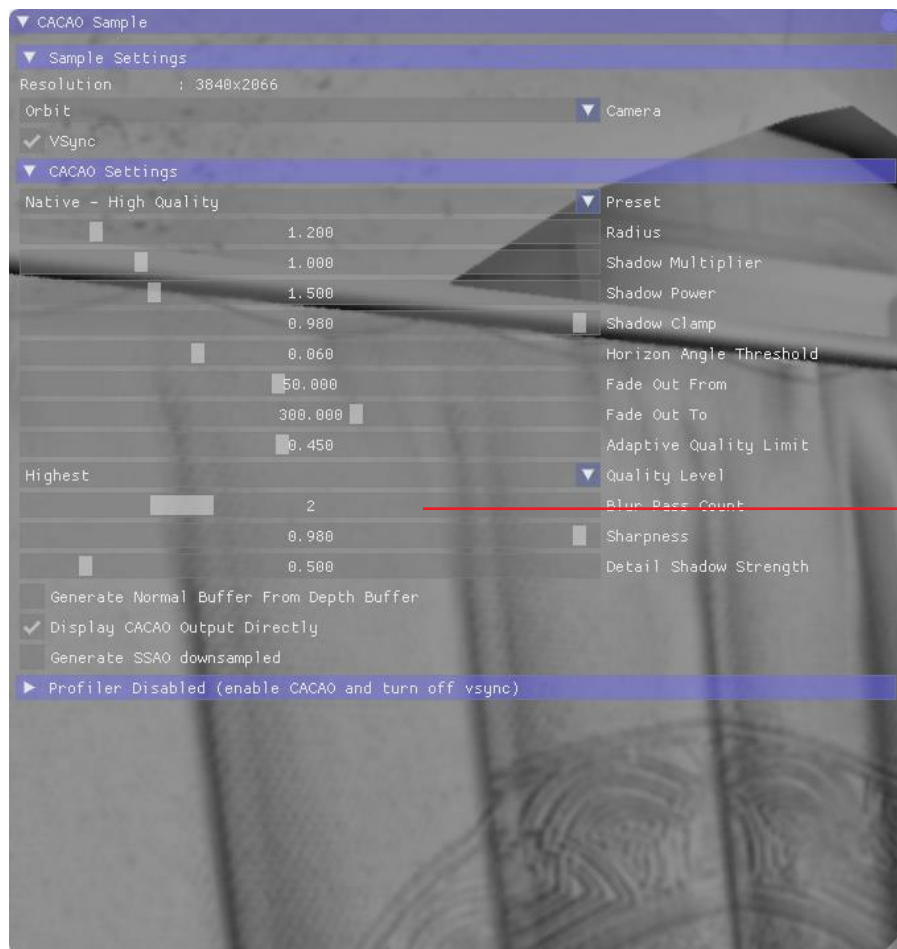 CACAO Sample
Sample Settings
Resolution : 3840x2066
Orbit Camera
VSync
CACAO Settings
Native - High Quality Preset
1.200 Radius
1.000 Shadow Multiplier
1.500 Shadow Power
0.980 Shadow Clamp
0.060 Horizon Angle Threshold
50.000 Fade Out From
300.000 Fade Out To
0.450 Adaptive Quality Limit
Highest Quality Level
2 Blur Pass Count
0.980 Sharpness
0.500 Detail Shadow Strength
Generate Normal Buffer From Depth Buffer
Display CACAO Output Directly
Generate SSAO downsampled
Profiler Disabled (enable CACAO and turn off vsync)